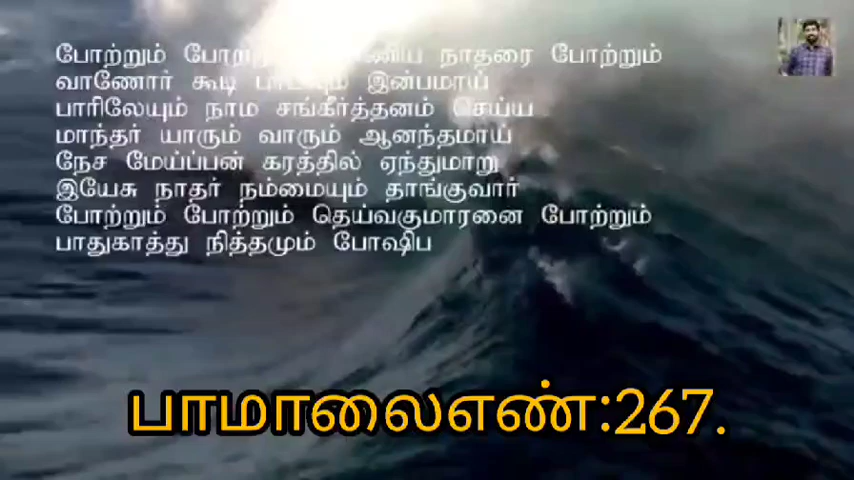 போற்றும் போற்றும் புண்ணிய நாதரை போற்றும்
வாணோர் கூடி பாடவும் இன்பமாய்
பாரிலேயும் நாம சங்கீர்த்தனம் செய்ய
மாந்தர் யாரும் வாரும் ஆனந்தமாய்
நேச மேய்ப்பன் கரத்தில் ஏந்துமாறு
இயேசு நாதர் நம்மையும் தாங்குவார்
போற்றும் போற்றும் தெய்வகுமாரனை போற்றும்
பாதுகாத்து நித்தமும் போஷிப
பாமாலைஎண்:267.